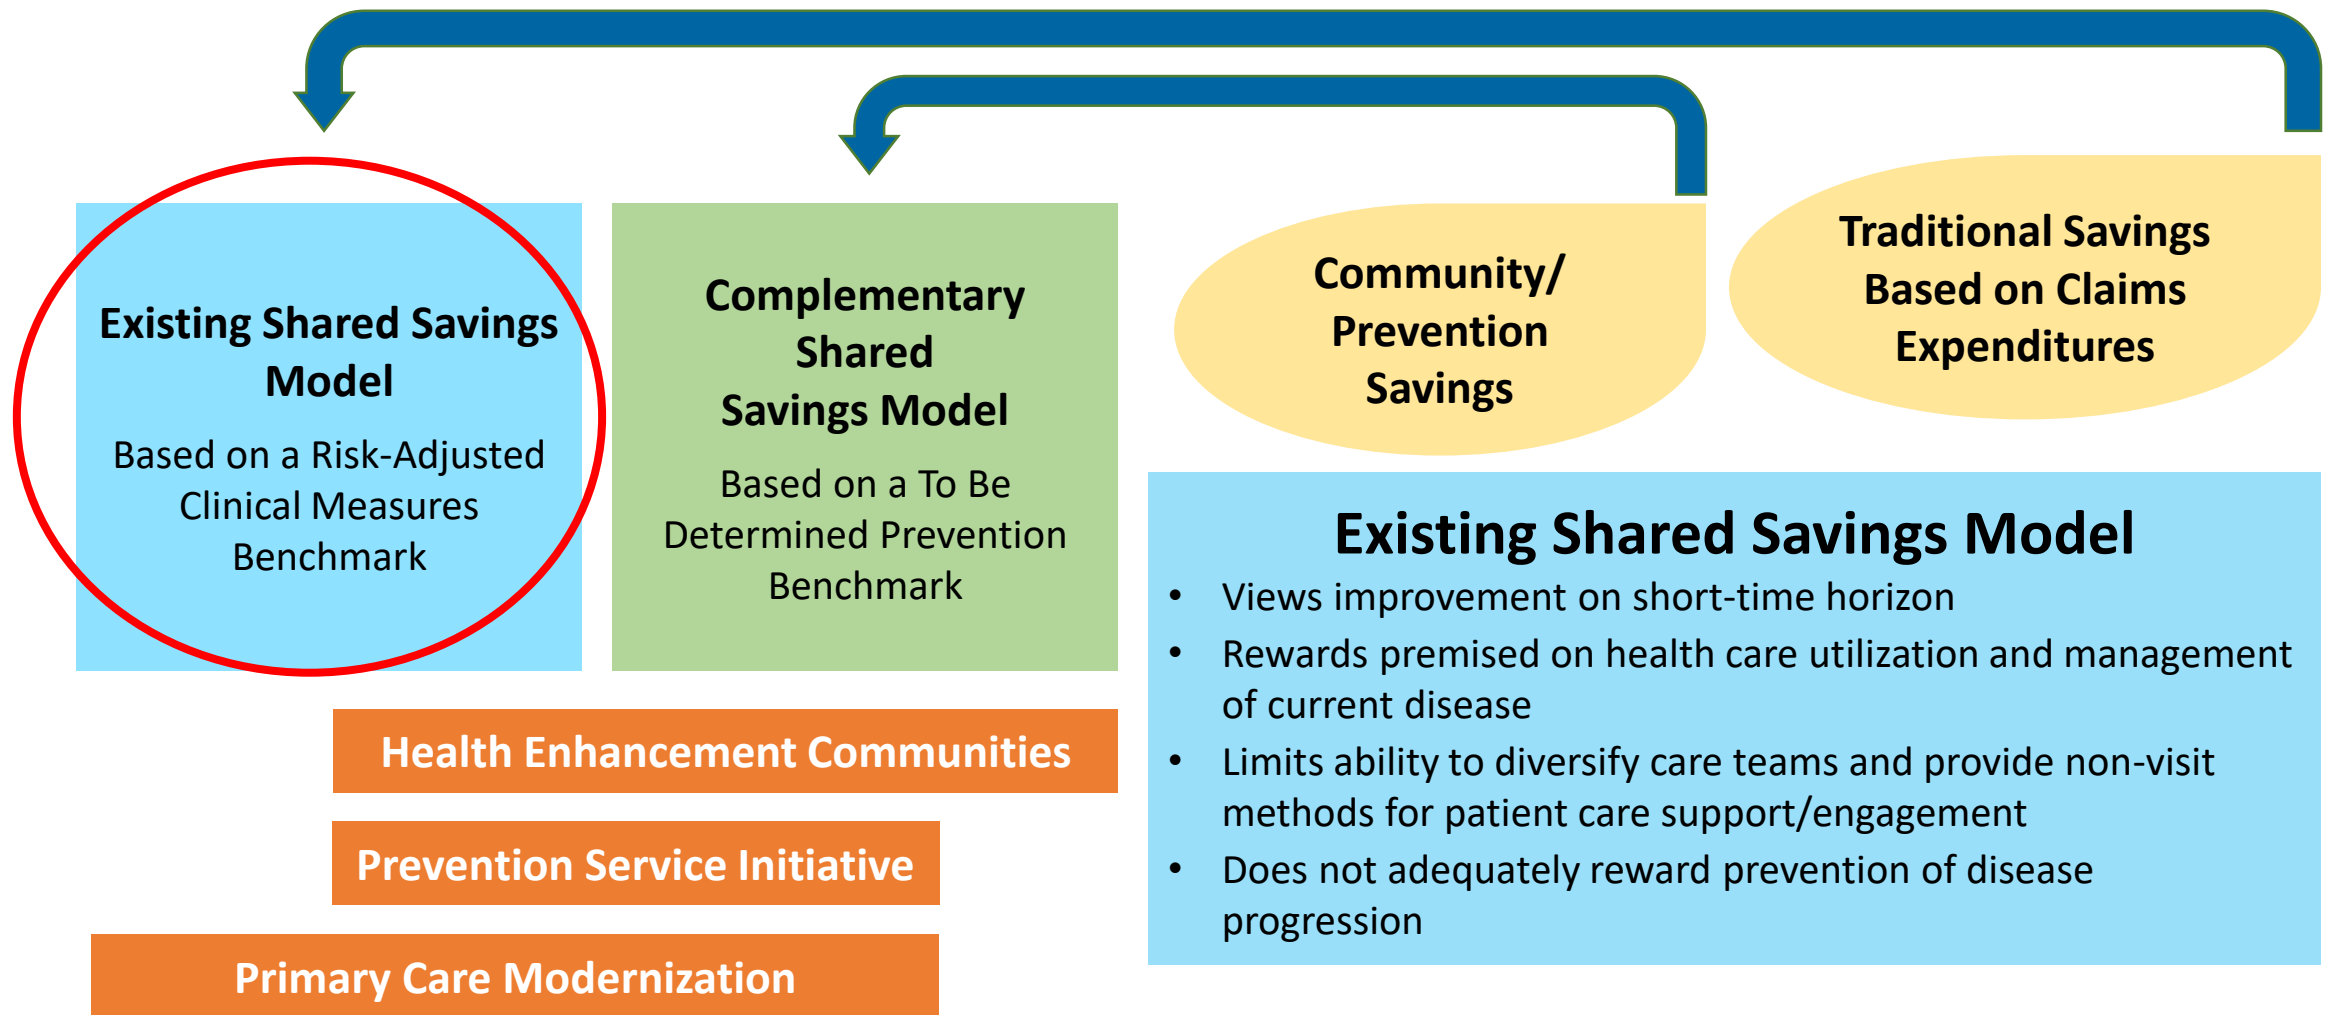 Existing Shared Savings
Model
Based on a Risk-Adjusted
Clinical Measures
Benchmark
Complementary
Shared
Savings Model
Based on a To Be
Determined Prevention
Benchmark
Community/
Prevention
Savings
Traditional Savings
Based on Claims
Expenditures
Health Enhancement Communities
Prevention Service Initiative
Primary Care Modernization
Existing Shared Savings Model
• Views improvement on short-time horizon
• Rewards premised on health care utilization and management
of current disease
• Limits ability to diversify care teams and provide non-visit
methods for patient care support/engagement
• Does not adequately reward prevention of disease
progression